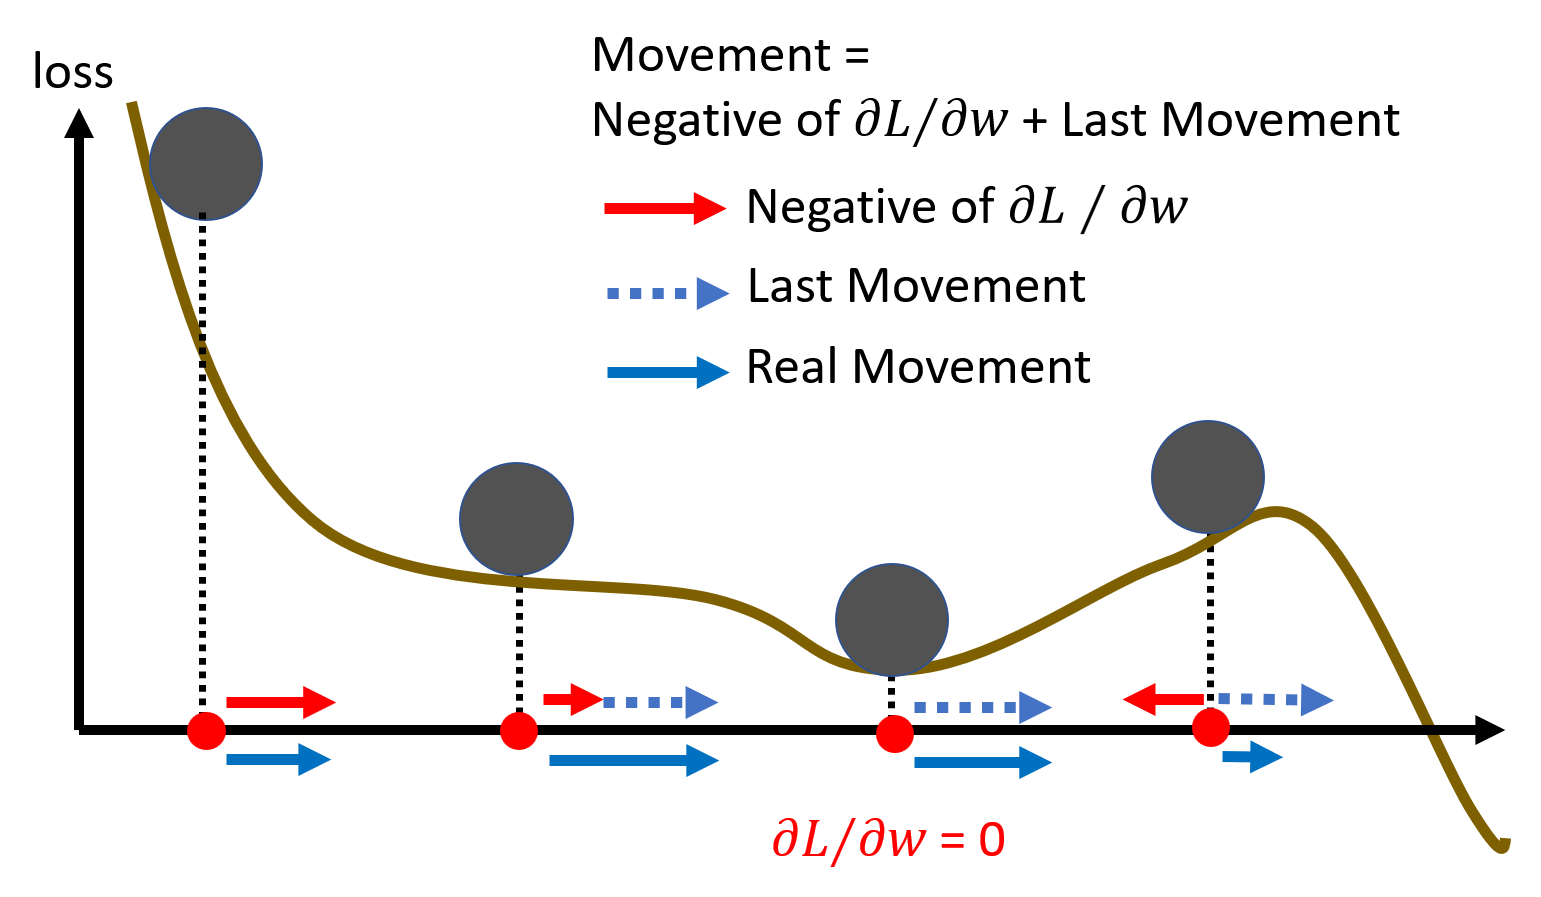 loss
Movement =
Negative of ∂L/∂w + Last Movement
Negative of ∂L / ∂w
Last Movement
Real Movement
∂L/∂w = 0